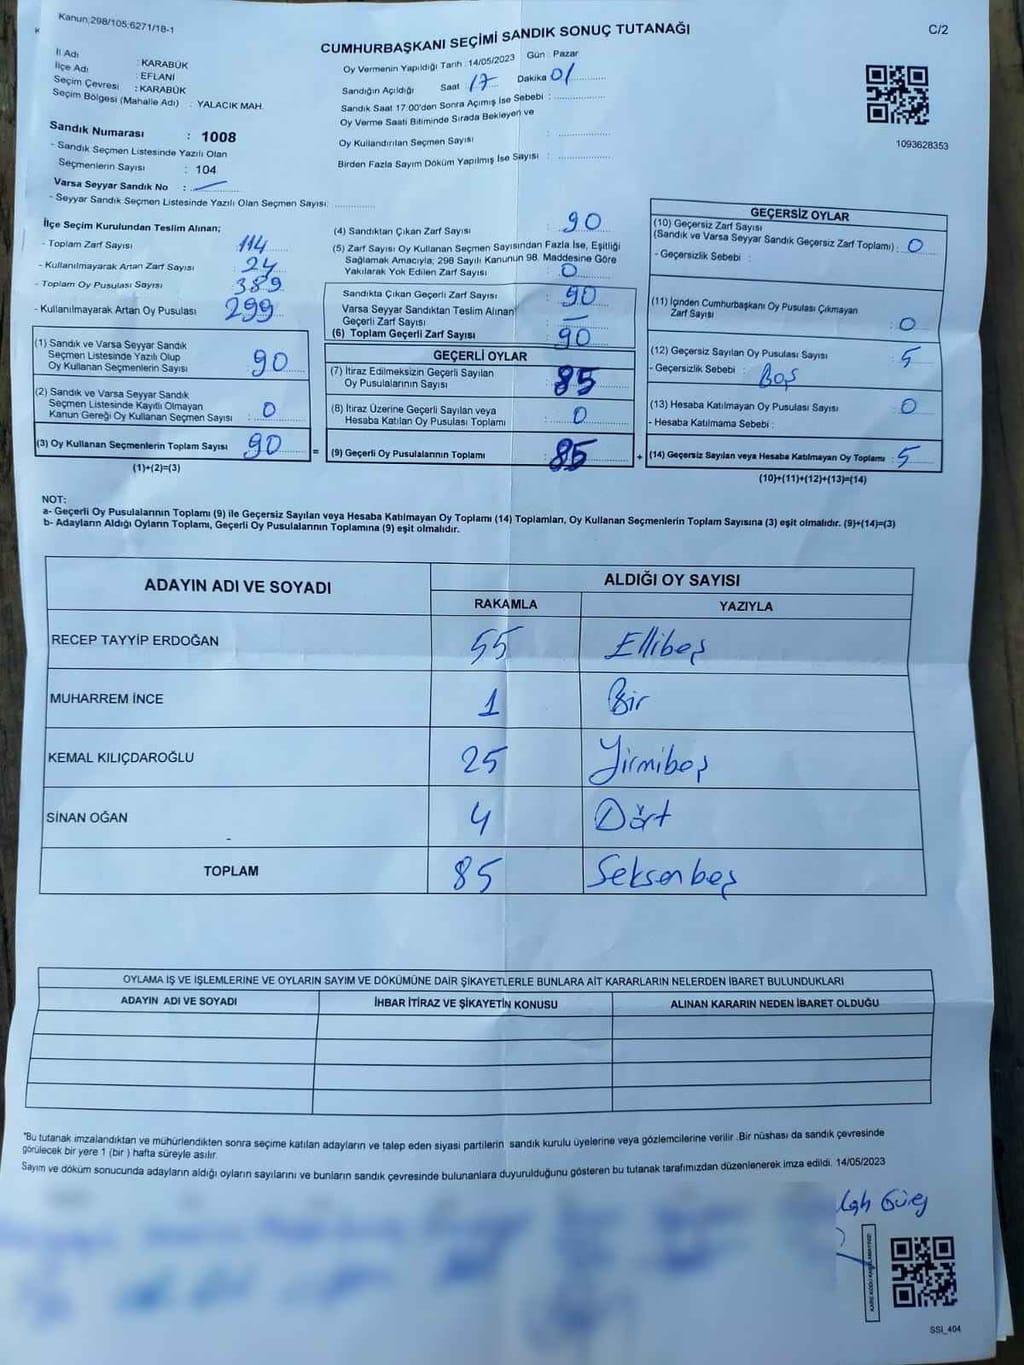 Kanun;298/105;6271/18-1
CUMHURBAŞKANI SEÇİMİ SANDIK SONUÇ TUTANAĞI
C/2
İl Adı : KARABÜK
İlçe Adı : EFLANİ
Seçim Çevresi : KARABÜK
Seçim Bölgesi (Mahalle Adı) : YALACIK MAH.
Sandık Numarası : 1008
- Sandık Seçmen Listesinde Yazılı Olan
Seçmenlerin Sayısı : 104
Varsa Seyyar Sandık No :
- Seyyar Sandık Seçmen Listesinde Yazılı Olan Seçmen Sayısı:
Oy Vermenin Yapıldığı Tarih : 14/05/2023 Gün : Pazar
Sandığın Açıldığı Saat 17 Dakika 01
Sandık Saat 17:00'den Sonra Açımış İse Sebebi :
Oy Verme Saati Bitiminde Sırada Bekleyen ve
Oy Kullandırılan Seçmen Sayısı :
Birden Fazla Sayım Döküm Yapılmış İse Sayısı :
1093628353
İlçe Seçim Kurulundan Teslim Alınan;
- Toplam Zarf Sayısı 114
- Kullanılmayarak Artan Zarf Sayısı 24
- Toplam Oy Pusulası Sayısı 389
- Kullanılmayarak Artan Oy Pusulası 299
(1) Sandık ve Varsa Seyyar Sandık
Seçmen Listesinde Yazılı Olup
Oy Kullanan Seçmenlerin Sayısı 90
(2) Sandık ve Varsa Seyyar Sandık
Seçmen Listesinde Kayıtlı Olmayan
Kanun Gereği Oy Kullanan Seçmen Sayısı : 0
(3) Oy Kullanan Seçmenlerin Toplam Sayısı 90 =
(1)+(2)=(3)
(4) Sandıktan Çıkan Zarf Sayısı : 90
(5) Zarf Sayısı Oy Kullanan Seçmen Sayısından Fazla İse, Eşitliği
Sağlamak Amacıyla; 298 Sayılı Kanunun 98. Maddesine Göre
Yakılarak Yok Edilen Zarf Sayısı : 0
Sandıkta Çıkan Geçerli Zarf Sayısı : 90
Varsa Seyyar Sandıktan Teslim Alınan
Geçerli Zarf Sayısı : –
(6) Toplam Geçerli Zarf Sayısı : 90
GEÇERLİ OYLAR
(7) İtiraz Edilmeksizin Geçerli Sayılan
Oy Pusulalarının Sayısı 85
(8) İtiraz Üzerine Geçerli Sayılan veya
Hesaba Katılan Oy Pusulası Toplamı 0
(9) Geçerli Oy Pusulalarının Toplamı 85 +
GEÇERSİZ OYLAR
(10) Geçersiz Zarf Sayısı
(Sandık ve Varsa Seyyar Sandık Geçersiz Zarf Toplamı) : 0
- Geçersizlik Sebebi :
(11) İçinden Cumhurbaşkanı Oy Pusulası Çıkmayan
Zarf Sayısı : 0
(12) Geçersiz Sayılan Oy Pusulası Sayısı : 5
- Geçersizlik Sebebi : Boş
(13) Hesaba Katılmayan Oy Pusulası Sayısı : 0
- Hesaba Katılmama Sebebi :
(14) Geçersiz Sayılan veya Hesaba Katılmayan Oy Toplamı : 5
(10)+(11)+(12)+(13)=(14)
NOT:
a- Geçerli Oy Pusulalarının Toplamı (9) ile Geçersiz Sayılan veya Hesaba Katılmayan Oy Toplamı (14) Toplamları, Oy Kullanan Seçmenlerin Toplam Sayısına (3) eşit olmalıdır. (9)+(14)=(3)
b- Adayların Aldığı Oyların Toplamı, Geçerli Oy Pusulalarının Toplamına (9) eşit olmalıdır.
ADAYIN ADI VE SOYADI ALDIĞI OY SAYISI
RAKAMLA YAZIYLA
RECEP TAYYİP ERDOĞAN 55 Ellibeş
MUHARREM İNCE 1 Bir
KEMAL KILIÇDAROĞLU 25 Yirmibeş
SİNAN OĞAN 4 Dört
TOPLAM 85 Seksenbeş
OYLAMA İŞ VE İŞLEMLERİNE VE OYLARIN SAYIM VE DÖKÜMÜNE DAİR ŞİKAYETLERLE BUNLARA AİT KARARLARIN NELERDEN İBARET BULUNDUKLARI
ADAYIN ADI VE SOYADI İHBAR İTİRAZ VE ŞİKAYETİN KONUSU ALINAN KARARIN NEDEN İBARET OLDUĞU
"Bu tutanak imzalandıktan ve mühürlendikten sonra seçime katılan adayların ve talep eden siyasi partilerin sandık kurulu üyelerine veya gözlemcilerine verilir .Bir nüshası da sandık çevresinde
görülecek bir yere 1 (bir ) hafta süreyle asılır.
Sayım ve döküm sonucunda adayların aldığı oyların sayılarını ve bunların sandık çevresinde bulunanlara duyurulduğunu gösteren bu tutanak tarafımızdan düzenlenerek imza edildi. 14/05/2023
SSİ_404